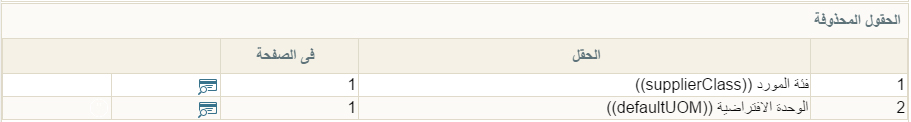 الحقول المحذوفة
الحقل فى الصفحة
1 فئة المورد ((supplierClass)) 1
2 الوحدة الافتراضية ((defaultUOM)) 1